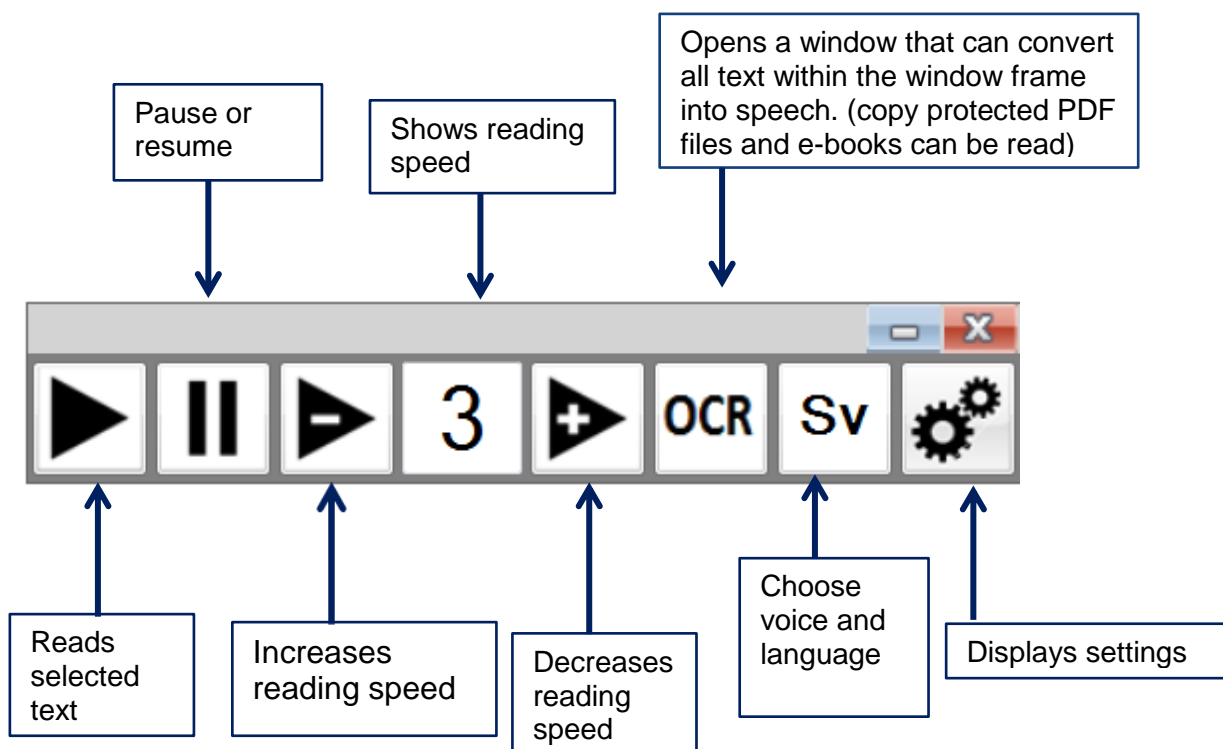 Opens a window that can convert
all text within the window frame
into speech. (copy protected PDF
files and e-books can be read)
Pause or
resume
Shows reading
speed
3
OCR
Sv
Reads
selected
text
Increases
reading speed
Decreases
reading
speed
Choose
voice and
language
Displays settings